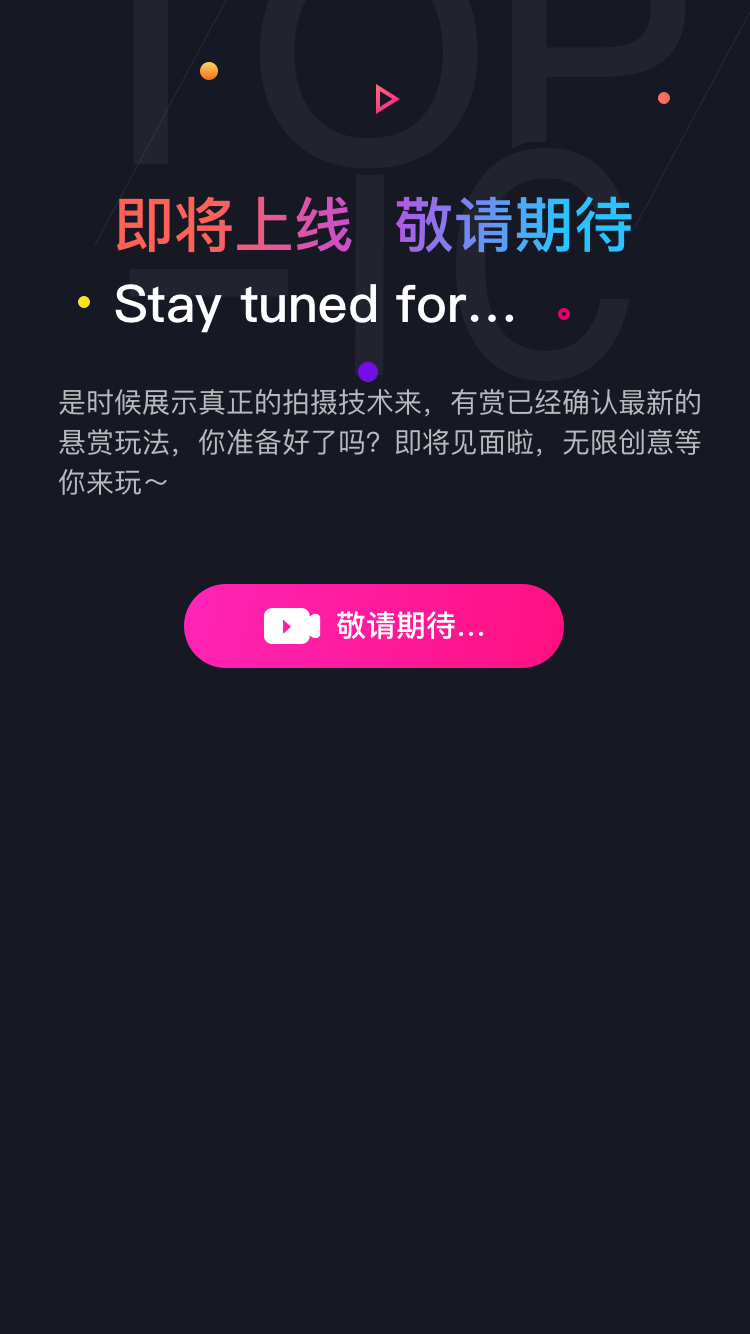 TOP
IC
即将上线 敬请期待
Stay tuned for...
是时候展示真正的拍摄技术来，有赏已经确认最新的
悬赏玩法，你准备好了吗？即将见面啦，无限创意等
你来玩～
敬请期待...